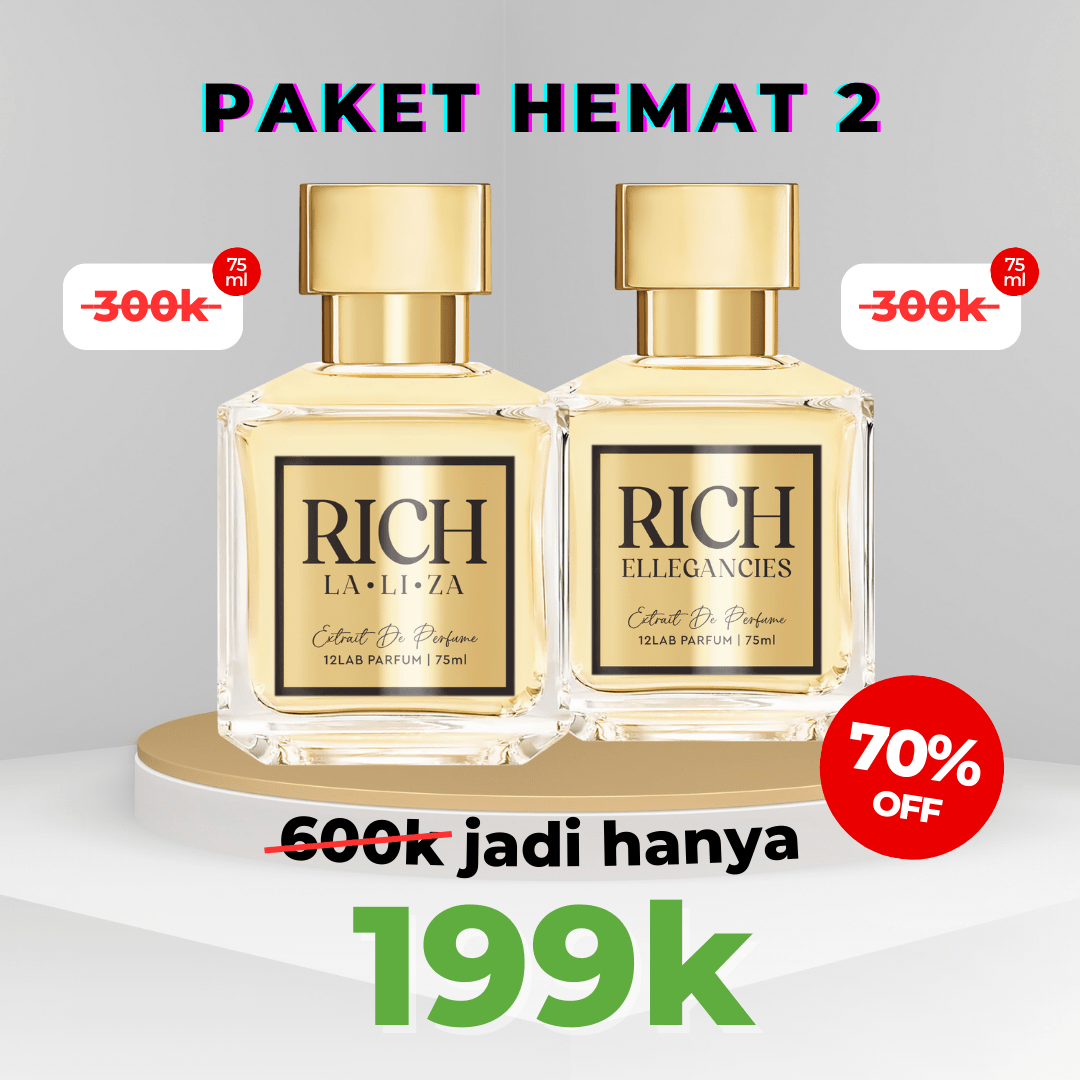 PAKET HEMAT 2
75
ml
300k
75
ml
300k
RICH
LA•LI•ZA
Extrait De Perfume
12LAB PARFUM | 75ml
RICH
ELLEGANCIES
Extrait De Perfume
12LAB PARFUM | 75ml
70%
OFF
600k jadi hanya
199k